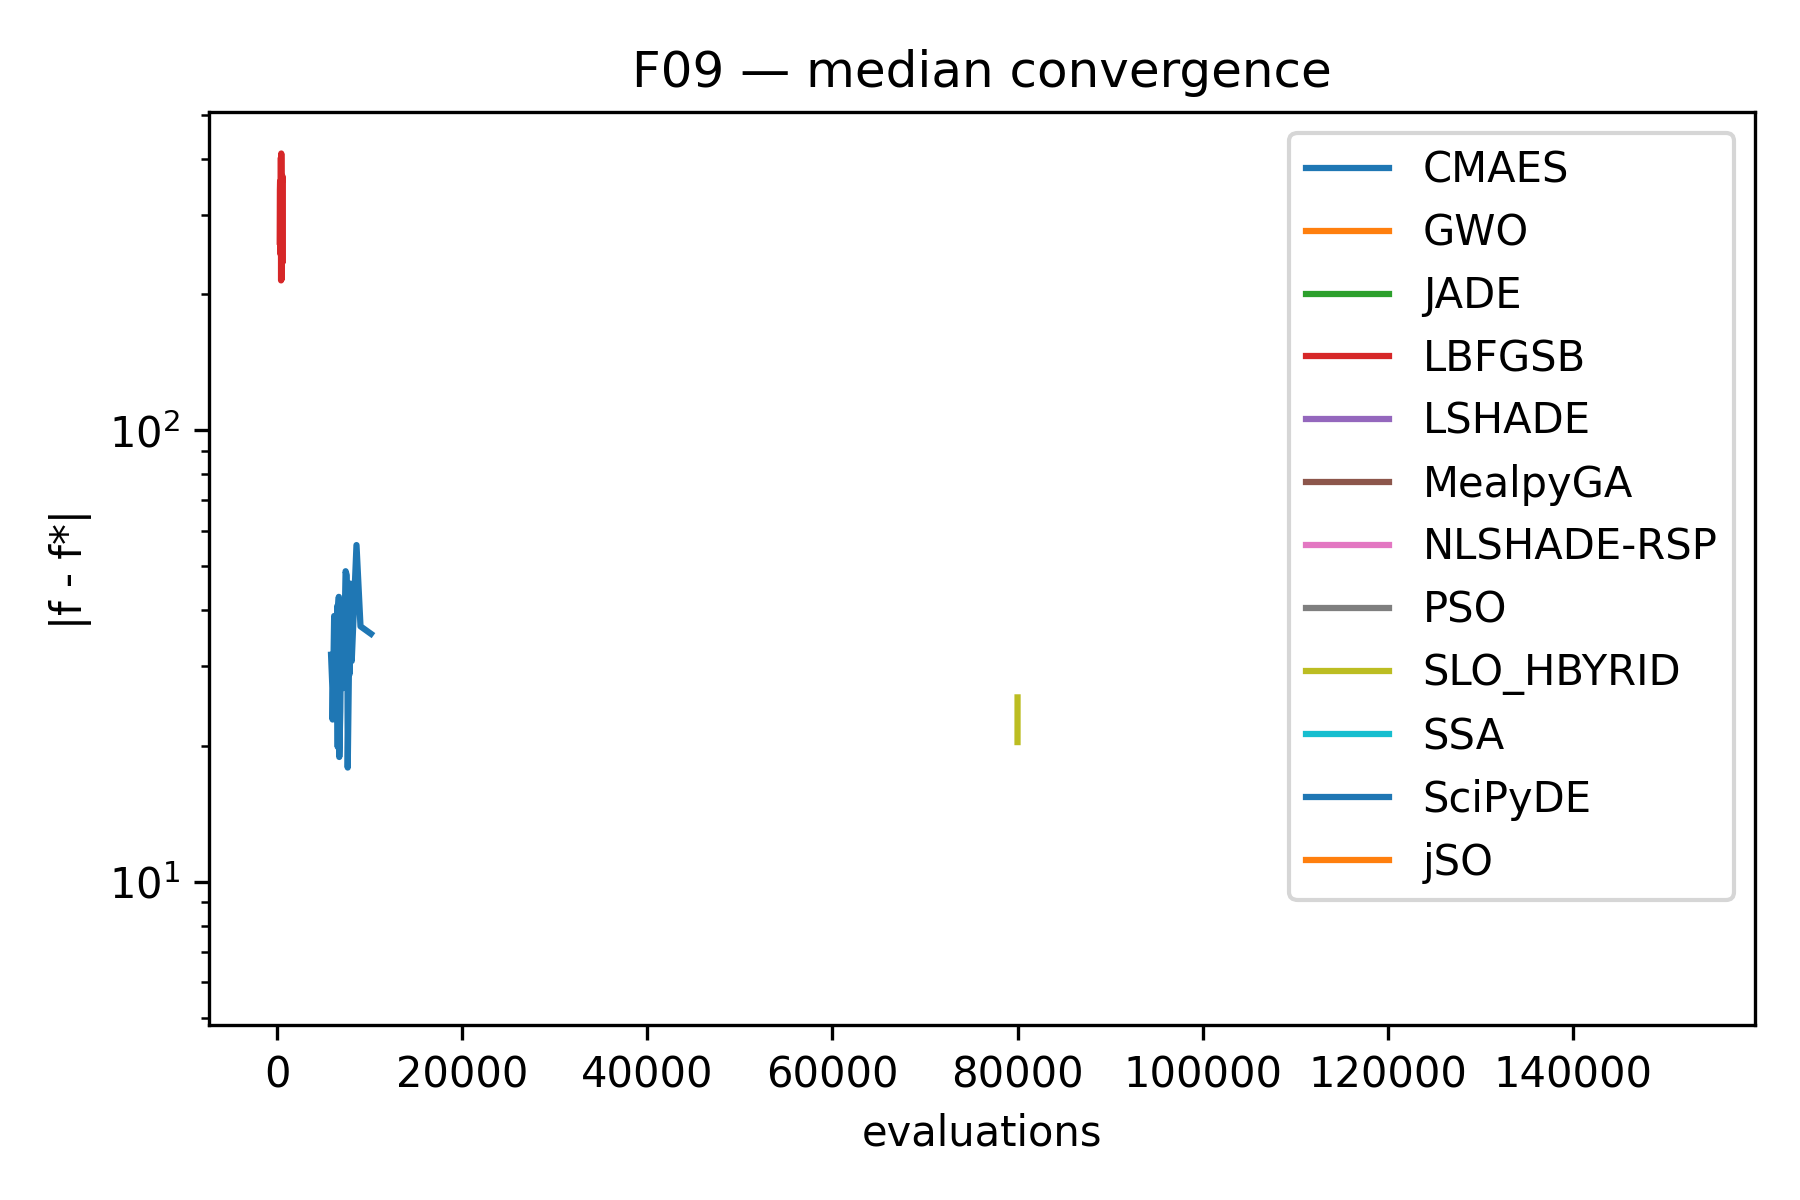 F09 — median convergence
|f - f*|
10²
10¹
0 20000 40000 60000 80000 100000 120000 140000
evaluations
CMAES
GWO
JADE
LBFGSB
LSHADE
MealpyGA
NLSHADE-RSP
PSO
SLO_HBYRID
SSA
SciPyDE
jSO